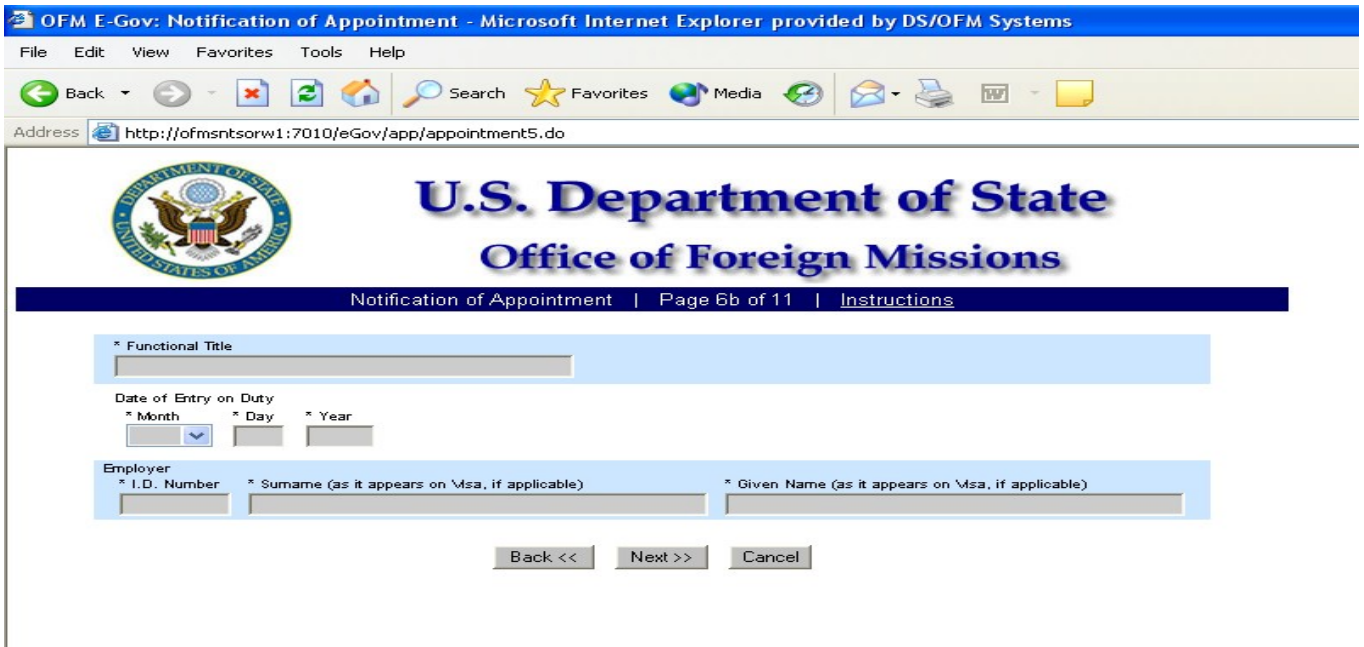 OFM E-Gov: Notification of Appointment - Microsoft Internet Explorer provided by DS/OFM Systems
File Edit View Favorites Tools Help
Back Search Favorites Media
Address http://ofmsntsorw1:7010/eGov/app/appointment5.do
DEPARTMENT OF STATE
UNITED STATES OF AMERICA
U.S. Department of State
Office of Foreign Missions
Notification of Appointment | Page 6b of 11 | Instructions
* Functional Title
Date of Entry on Duty
* Month * Day * Year
Employer
* I.D. Number * Surname (as it appears on Visa, if applicable) * Given Name (as it appears on Visa, if applicable)
Back << Next >> Cancel